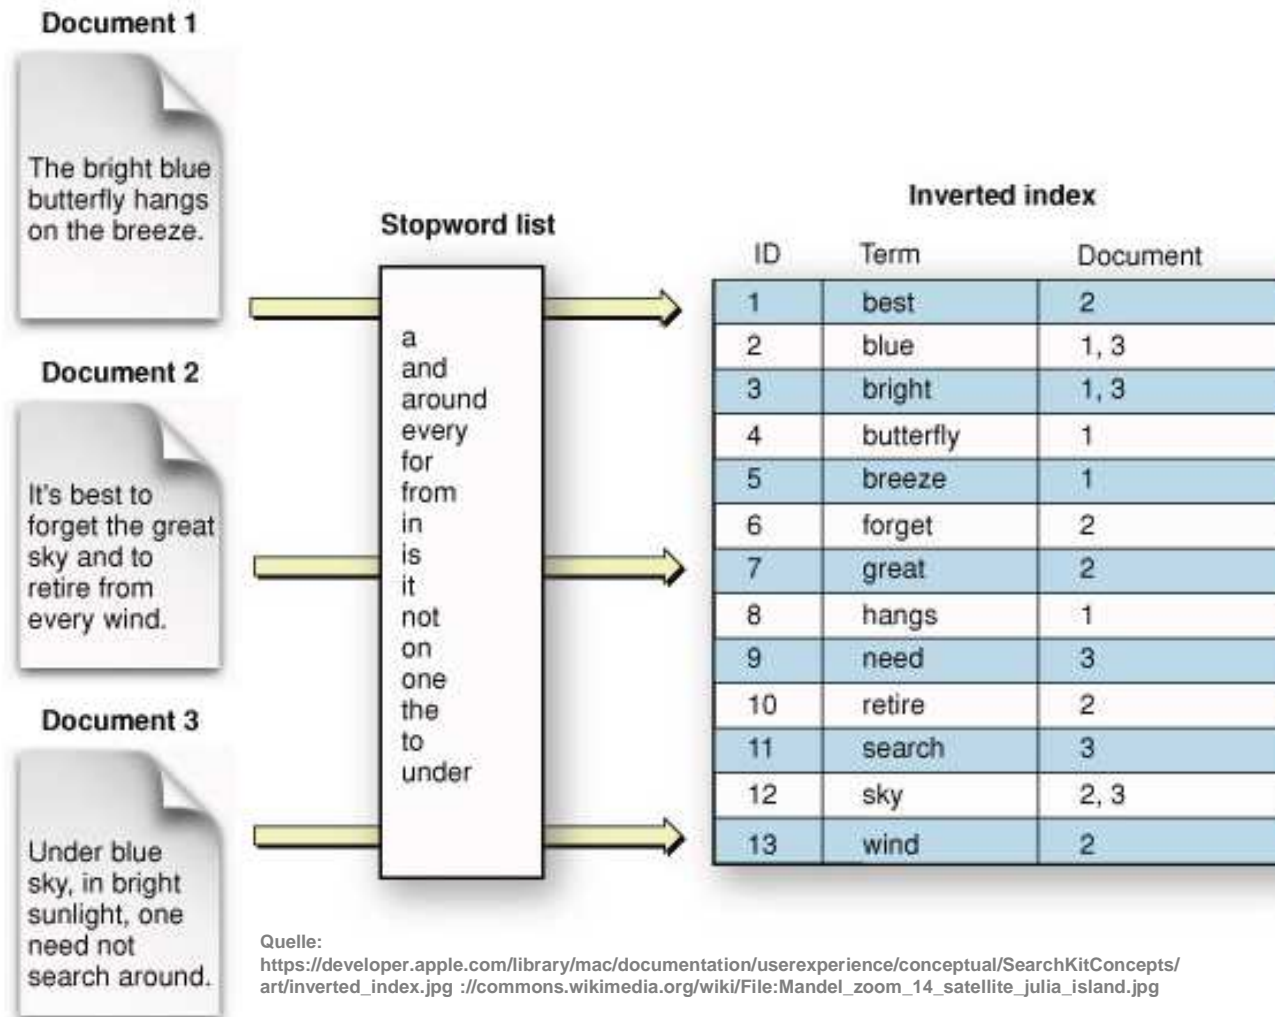 Document 1
The bright blue
butterfly hangs
on the breeze.
Document 2
It's best to
forget the great
sky and to
retire from
every wind.
Document 3
Under blue
sky, in bright
sunlight, one
need not
search around.
Stopword list
a
and
around
every
for
from
in
is
it
not
on
one
the
to
under
Inverted index
ID Term Document
1 best 2
2 blue 1, 3
3 bright 1, 3
4 butterfly 1
5 breeze 1
6 forget 2
7 great 2
8 hangs 1
9 need 3
10 retire 2
11 search 3
12 sky 2, 3
13 wind 2
Quelle:
https://developer.apple.com/library/mac/documentation/userexperience/conceptual/SearchKitConcepts/
art/inverted_index.jpg ://commons.wikimedia.org/wiki/File:Mandel_zoom_14_satellite_julia_island.jpg